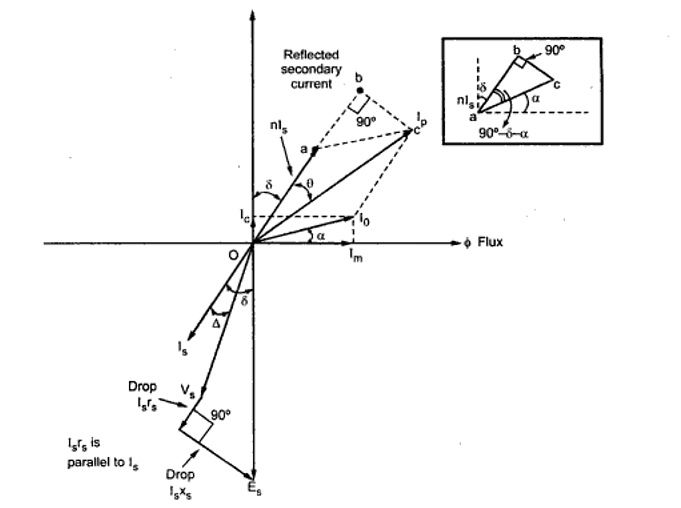 Reflected
secondary
current
b
90°
nIs
a
Ip
c
δ
θ
Ic
I0
α
O
Im
ϕ Flux
δ
Δ
Is
Vs
Drop
Isrs
90°
Isrs is
parallel to Is
Drop
Isxs
Es
b
90°
δ
c
nIs
α
a
90°–δ–α